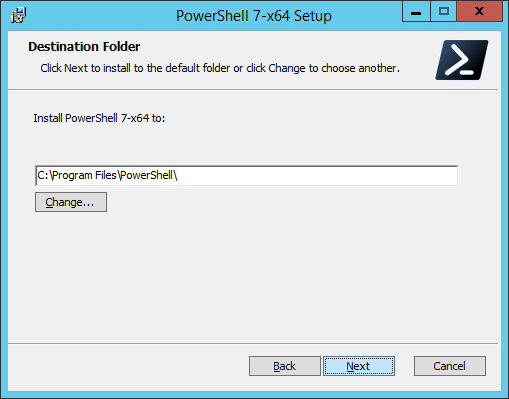 PowerShell 7-x64 Setup
Destination Folder
Click Next to install to the default folder or click Change to choose another.
Install PowerShell 7-x64 to:
C:\Program Files\PowerShell\
Change...
Back Next Cancel